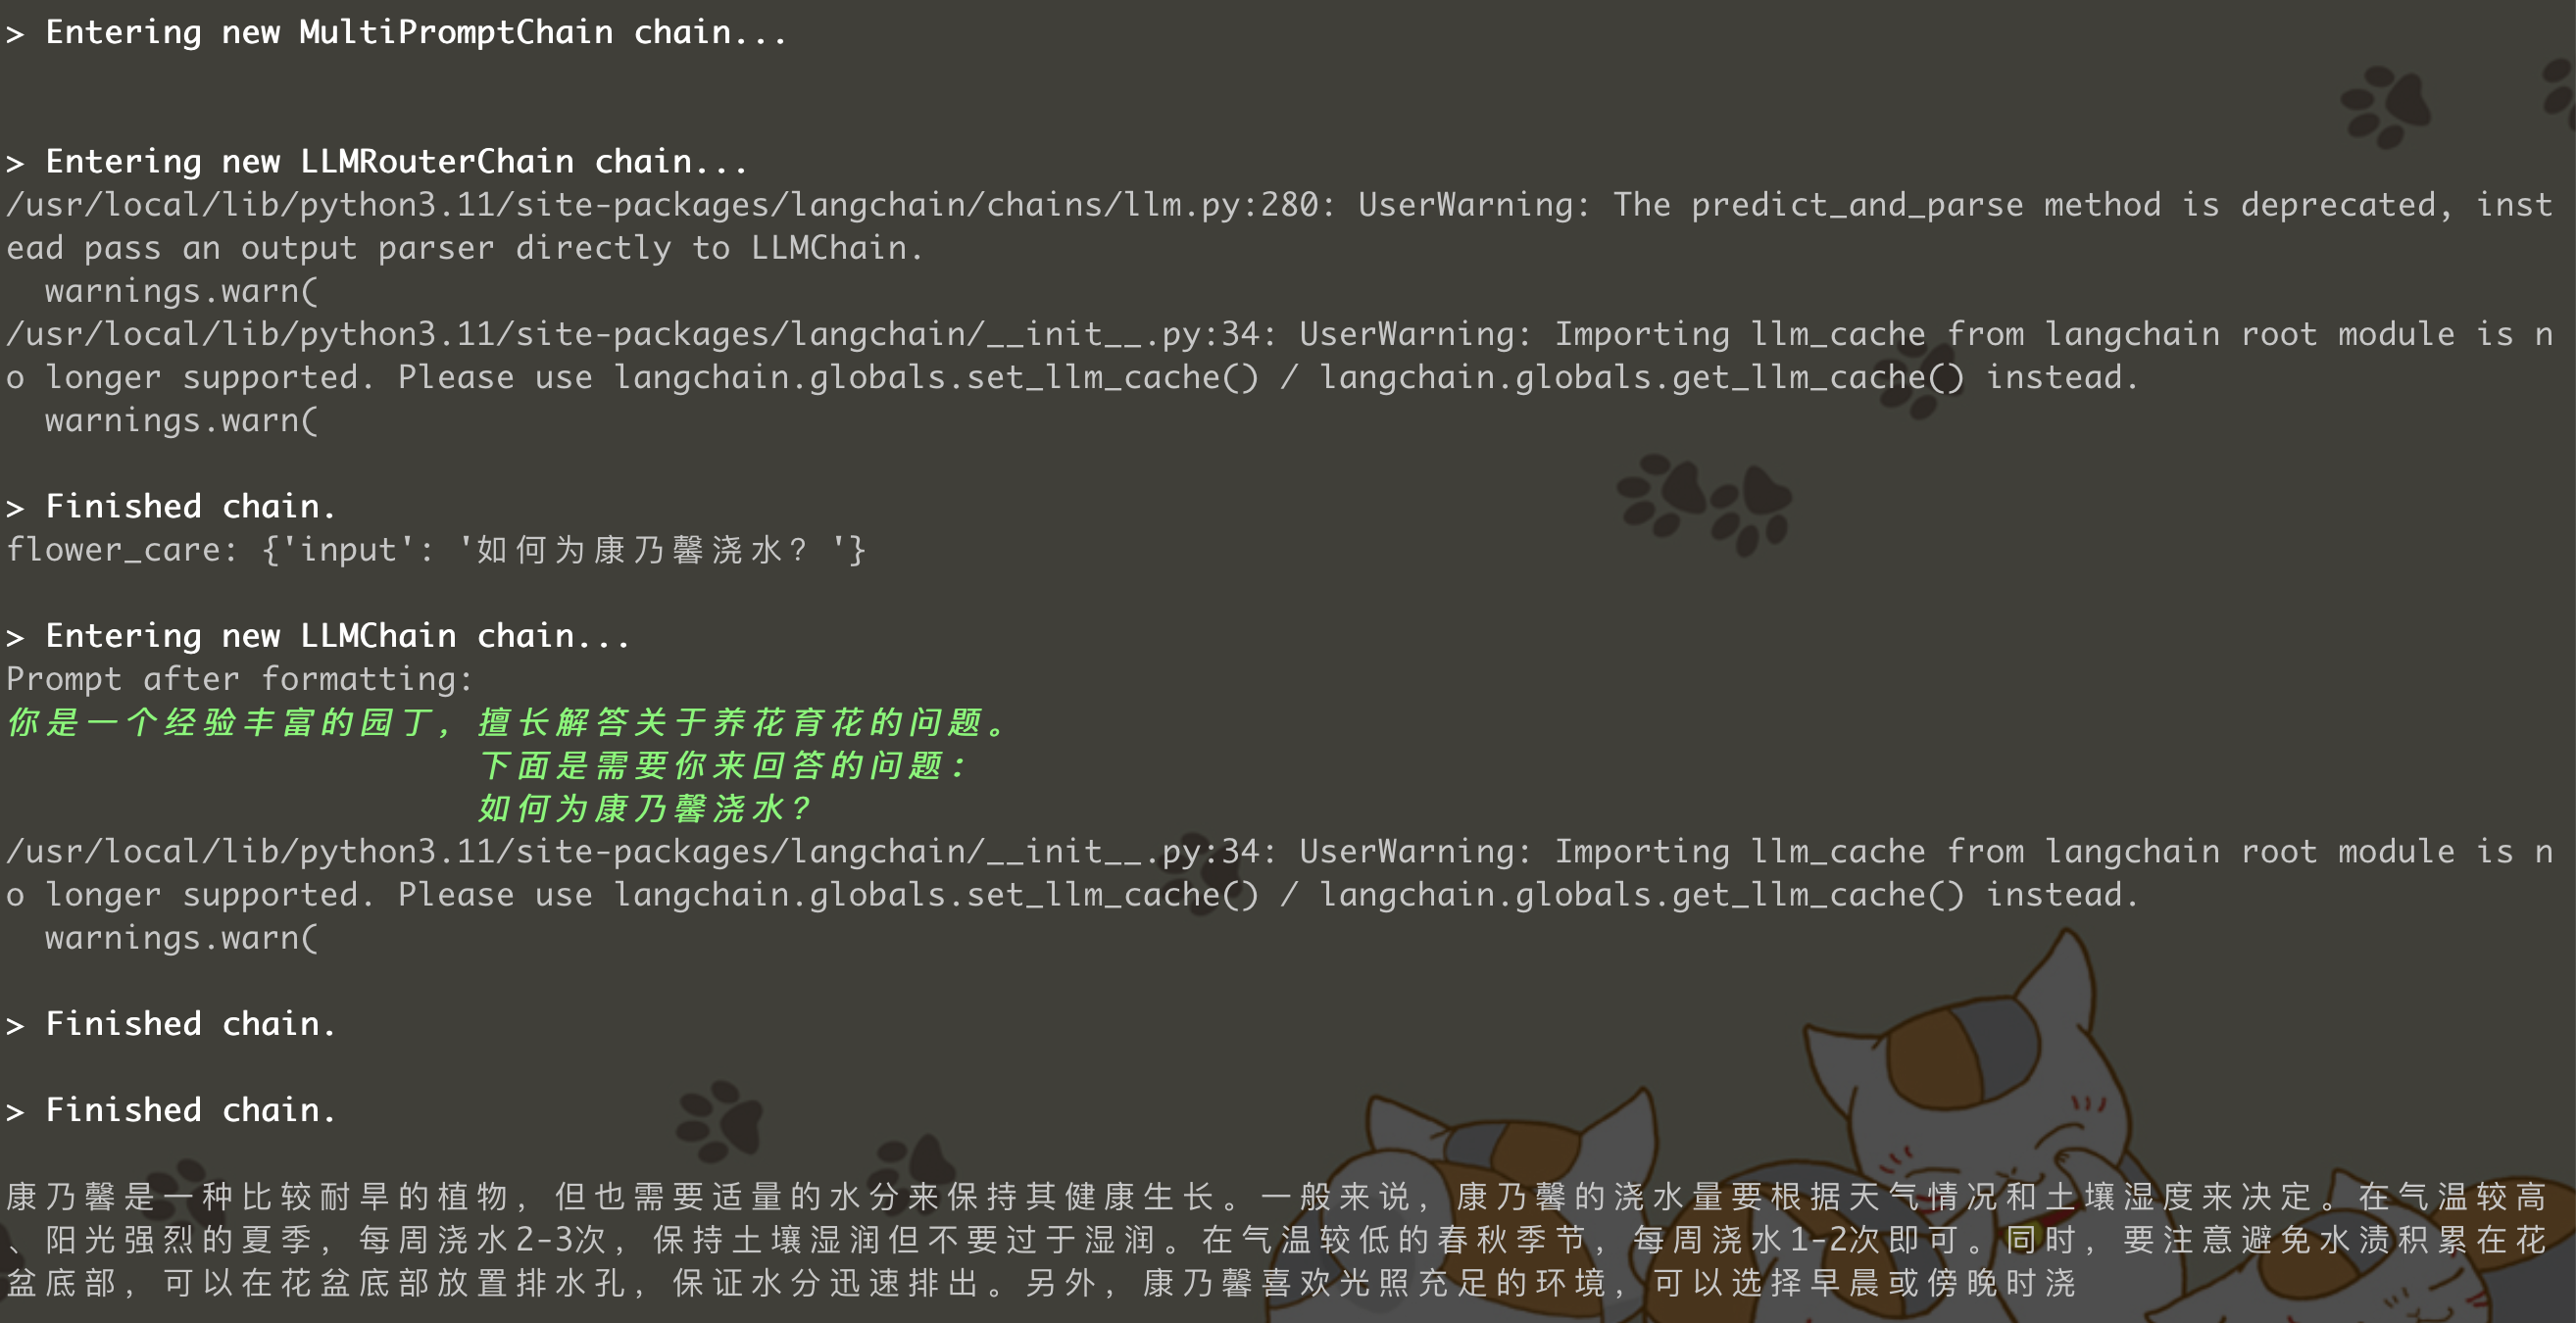 > Entering new MultiPromptChain chain...
> Entering new LLMRouterChain chain...
/usr/local/lib/python3.11/site-packages/langchain/chains/llm.py:280: UserWarning: The predict_and_parse method is deprecated, inst
ead pass an output parser directly to LLMChain.
  warnings.warn(
/usr/local/lib/python3.11/site-packages/langchain/__init__.py:34: UserWarning: Importing llm_cache from langchain root module is n
o longer supported. Please use langchain.globals.set_llm_cache() / langchain.globals.get_llm_cache() instead.
  warnings.warn(
> Finished chain.
flower_care: {'input': '如何为康乃馨浇水？'}
> Entering new LLMChain chain...
Prompt after formatting:
你是一个经验丰富的园丁，擅长解答关于养花育花的问题。
下面是需要你来回答的问题:
如何为康乃馨浇水？
/usr/local/lib/python3.11/site-packages/langchain/__init__.py:34: UserWarning: Importing llm_cache from langchain root module is n
o longer supported. Please use langchain.globals.set_llm_cache() / langchain.globals.get_llm_cache() instead.
  warnings.warn(
> Finished chain.
> Finished chain.
康乃馨是一种比较耐旱的植物，但也需要适量的水分来保持其健康生长。一般来说，康乃馨的浇水量要根据天气情况和土壤湿度来决定。在气温较高
、阳光强烈的夏季，每周浇水2-3次，保持土壤湿润但不要过于湿润。在气温较低的春秋季节，每周浇水1-2次即可。同时，要注意避免水渍积累在花
盆底部，可以在花盆底部放置排水孔，保证水分迅速排出。另外，康乃馨喜欢光照充足的环境，可以选择早晨或傍晚时浇